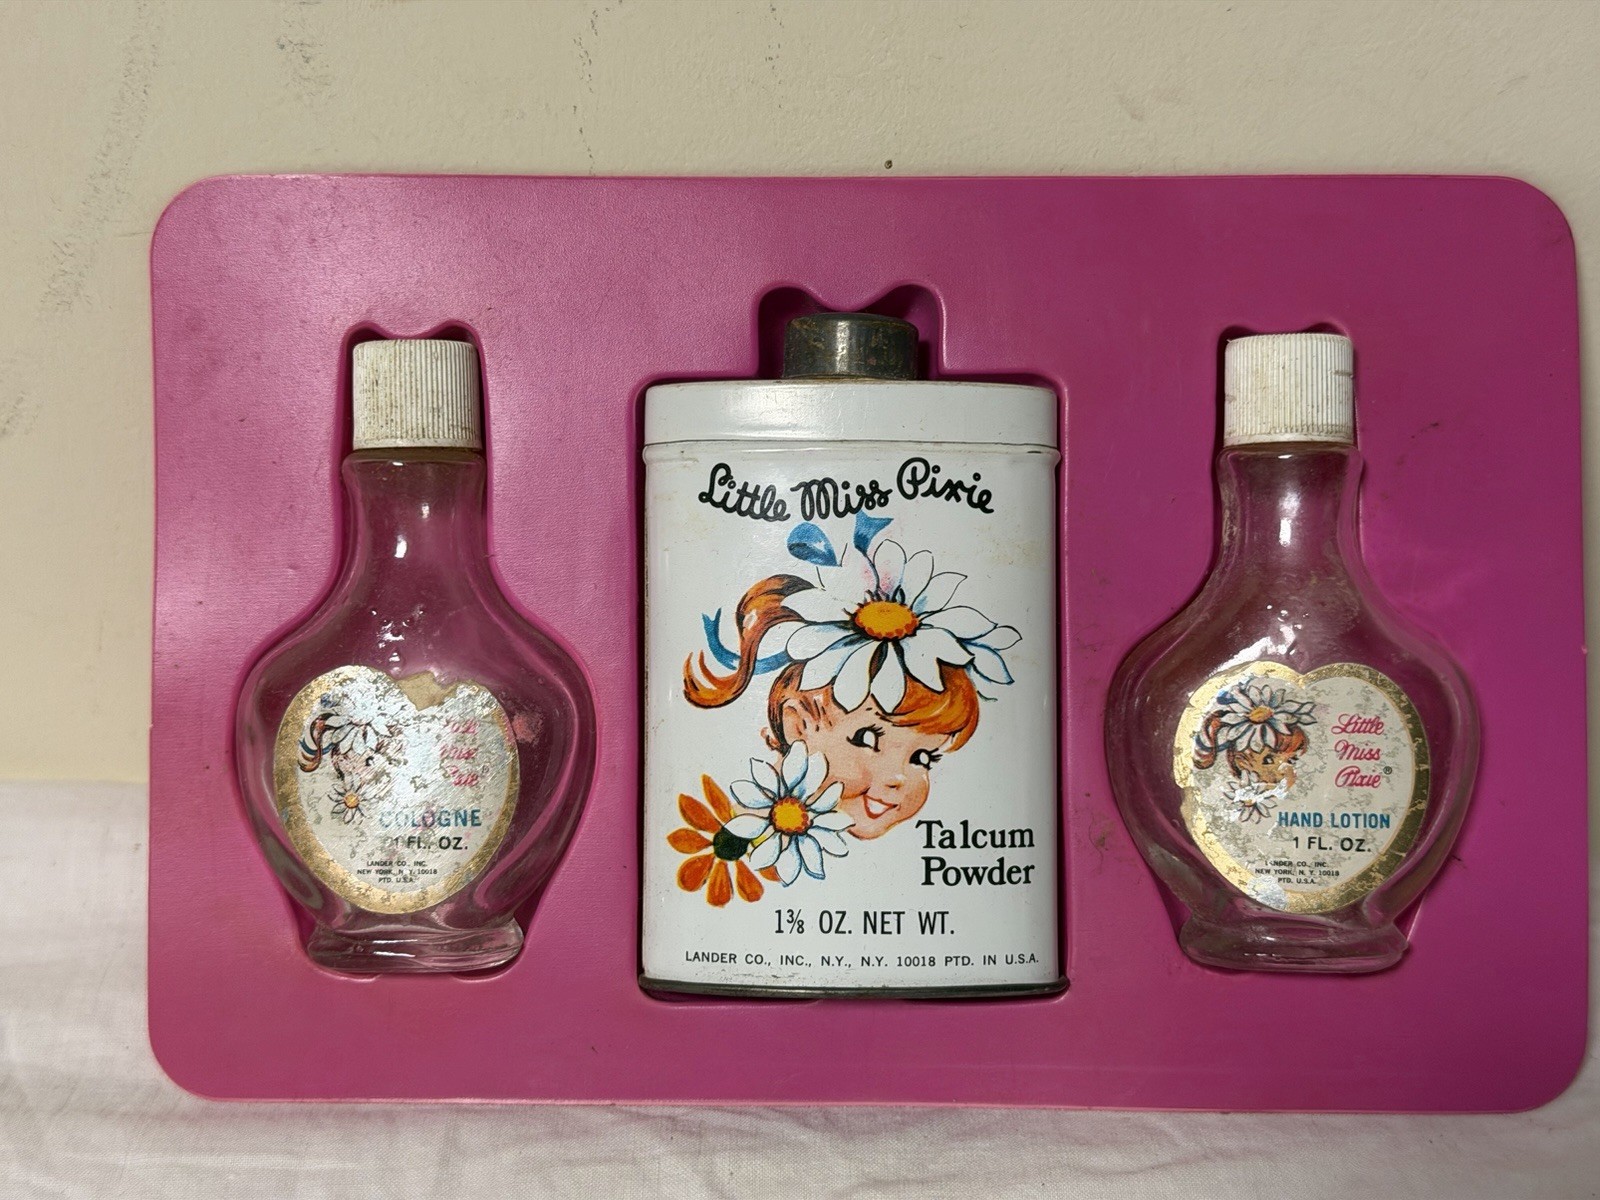 Miss
COLOGNE
1 FL. OZ.
LANDER CO., INC.
NEW YORK, N. Y. 10018
PTD. U.S.A.
Little Miss Pixie
Talcum
Powder
1⅜ OZ. NET WT.
LANDER CO., INC., N.Y., N.Y. 10018 PTD. IN U.S.A.
Little
Miss
Pixie®
HAND LOTION
1 FL. OZ.
LANDER CO., INC.
NEW YORK, N. Y. 10018
PTD. U.S.A.